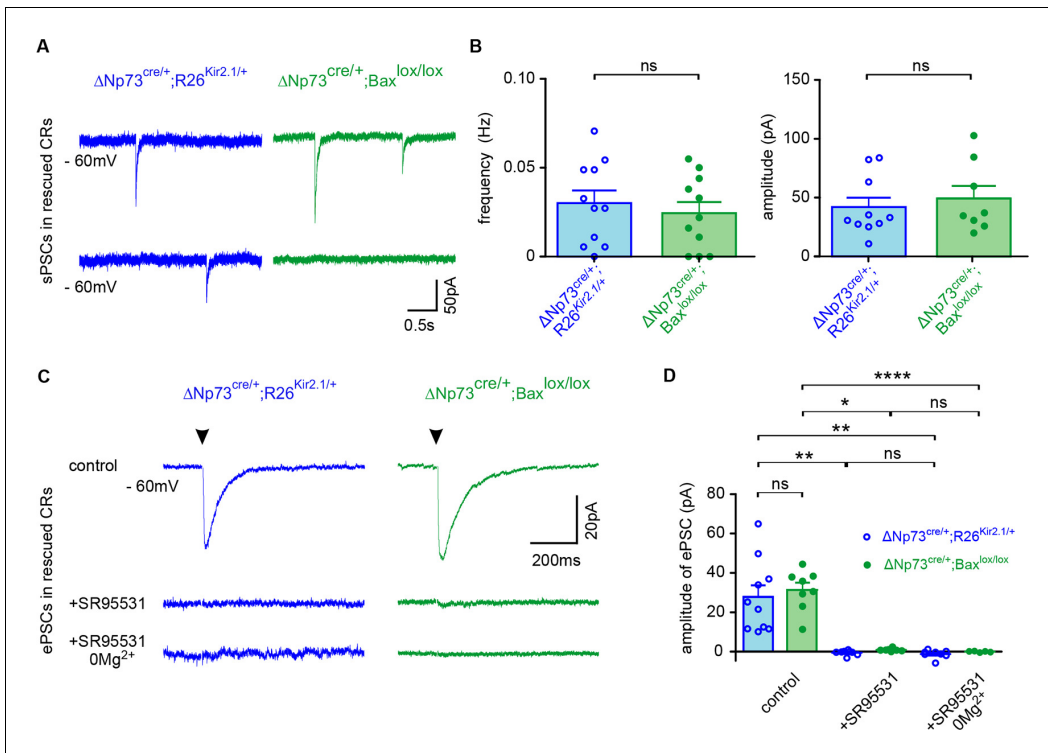 A
ΔNp73cre/+;R26Kir2.1/+
ΔNp73cre/+;Baxlox/lox
sPSCs in rescued CRs
- 60mV
- 60mV
50pA
0.5s
B
ns
0.10
0.05
0
frequency (Hz)
ΔNp73cre/+;
R26Kir2.1/+
ΔNp73cre/+;
Baxlox/lox
ns
150
100
50
0
amplitude (pA)
ΔNp73cre/+;
R26Kir2.1/+
ΔNp73cre/+;
Baxlox/lox
C
ΔNp73cre/+;R26Kir2.1/+
ΔNp73cre/+;Baxlox/lox
ePSCs in rescued CRs
control
- 60mV
20pA
200ms
+SR95531
+SR95531
0Mg2+
D
****
*
ns
**
**
ns
ns
80
60
40
20
0
amplitude of ePSC (pA)
ΔNp73cre/+;R26Kir2.1/+
ΔNp73cre/+;Baxlox/lox
control
+SR95531
+SR95531
0Mg2+